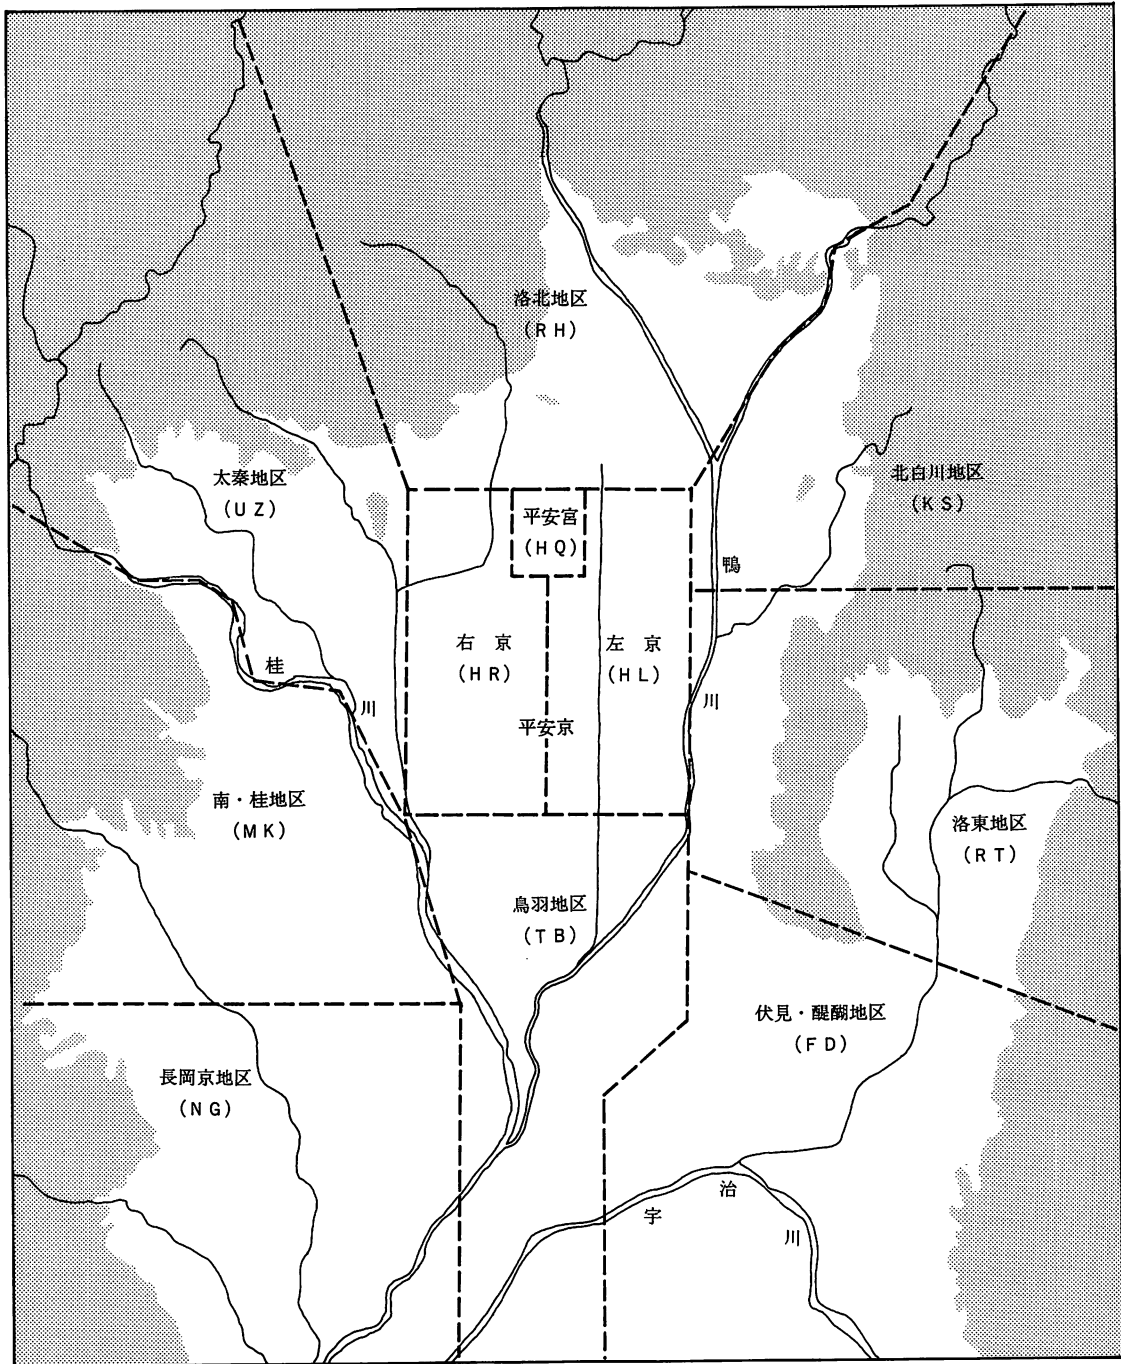 洛北地区
(RH)
太秦地区
(UZ)
北白川地区
(KS)
平安宮
(HQ)
鴨
川
右京
(HR)
左京
(HL)
平安京
桂
川
南・桂地区
(MK)
洛東地区
(RT)
鳥羽地区
(TB)
伏見・醍醐地区
(FD)
長岡京地区
(NG)
宇
治
川